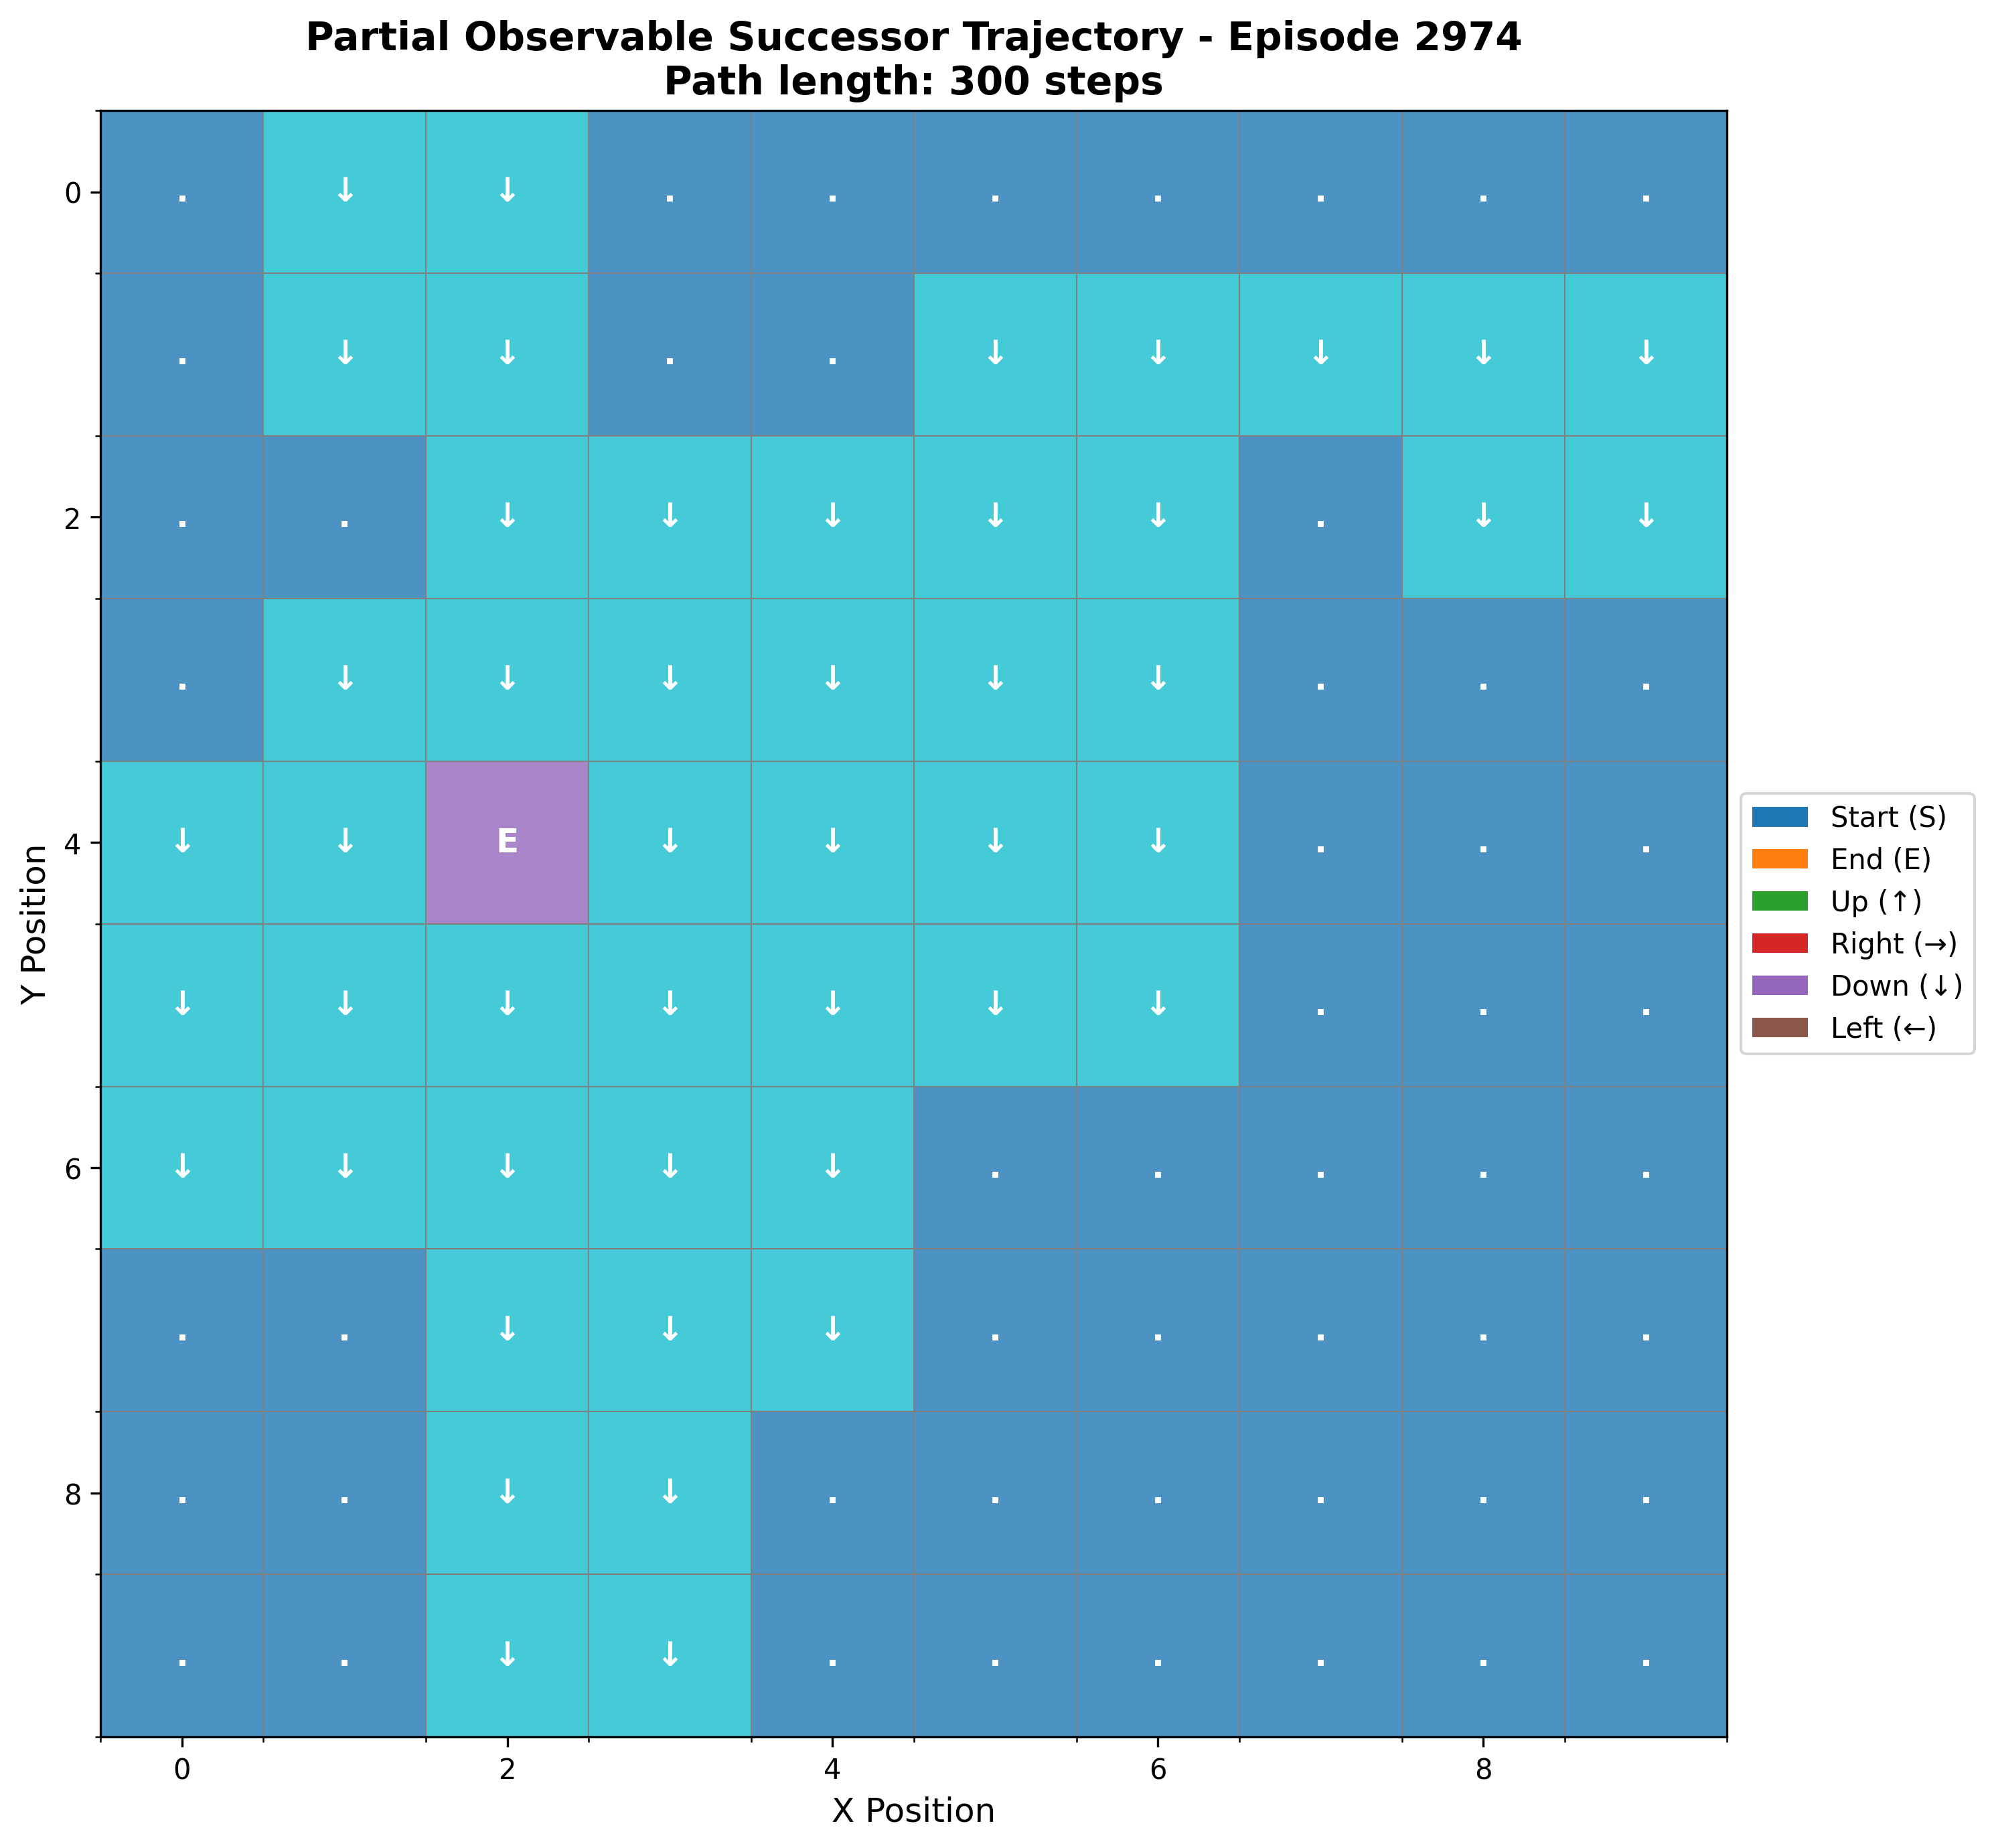 Partial Observable Successor Trajectory - Episode 2974
Path length: 300 steps
0 . ↓ ↓ . . . . . . .
. ↓ ↓ . . ↓ ↓ ↓ ↓ ↓
2 . . ↓ ↓ ↓ ↓ ↓ . ↓ ↓
. ↓ ↓ ↓ ↓ ↓ ↓ . . .
4 ↓ ↓ E ↓ ↓ ↓ ↓ . . .
↓ ↓ ↓ ↓ ↓ ↓ ↓ . . .
6 ↓ ↓ ↓ ↓ ↓ . . . . .
. . ↓ ↓ ↓ . . . . .
8 . . ↓ ↓ . . . . . .
. . ↓ ↓ . . . . . .
0 2 4 6 8
X Position
Y Position
Start (S)
End (E)
Up (↑)
Right (→)
Down (↓)
Left (←)